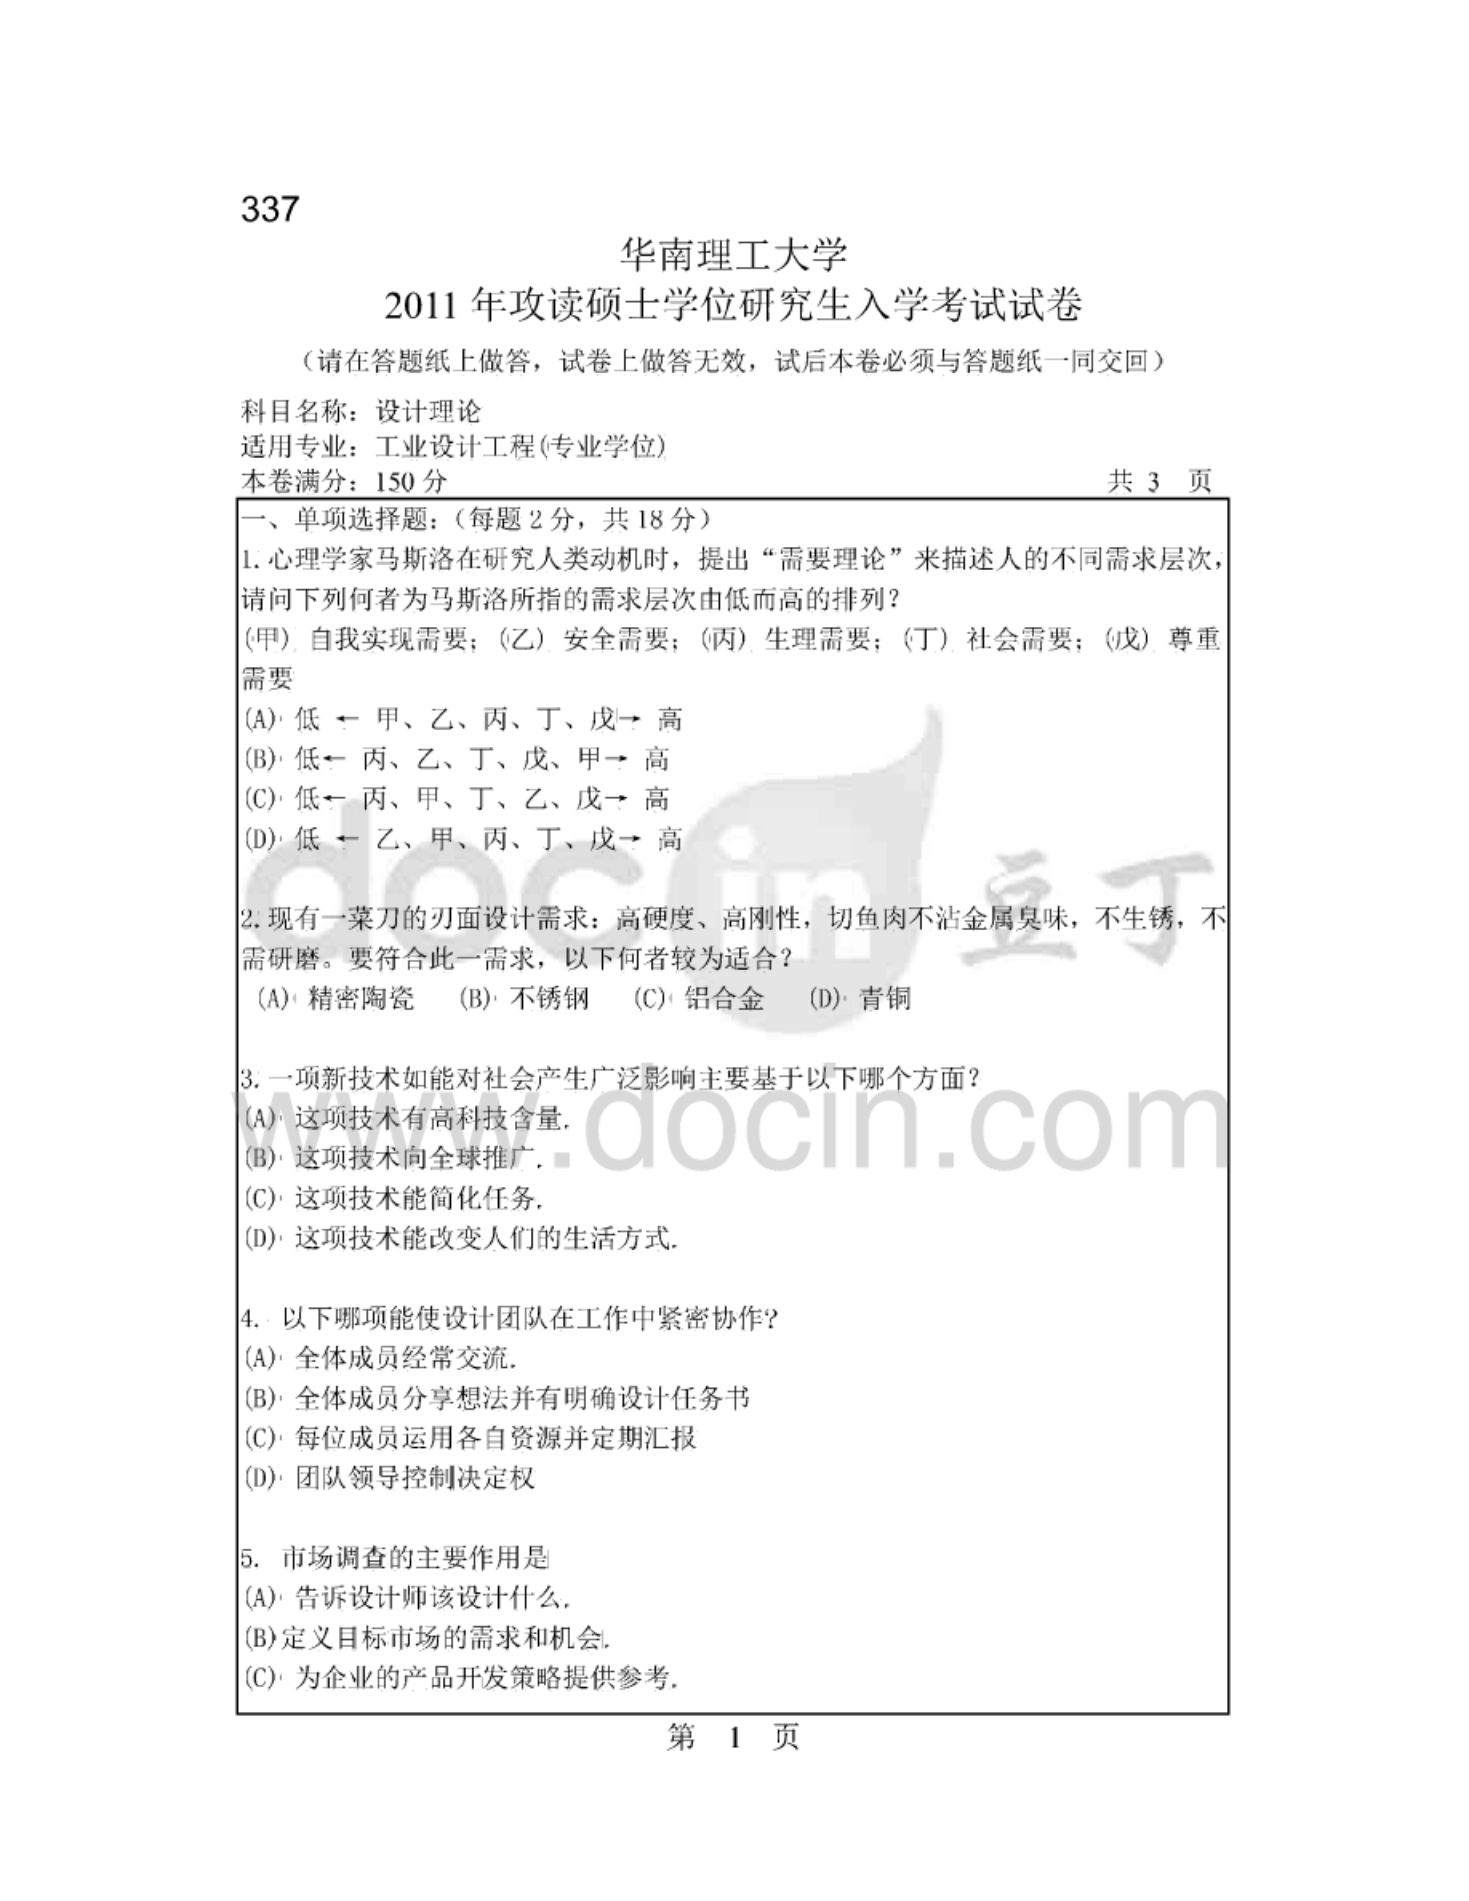 337
华南理工大学
2011 年攻读硕士学位研究生入学考试试卷
（请在答题纸上做答，试卷上做答无效，试后本卷必须与答题纸一同交回）
科目名称：设计理论
适用专业：工业设计工程(专业学位)
本卷满分：150 分 共 3 页
一、单项选择题：（每题 2 分，共 18 分）
1. 心理学家马斯洛在研究人类动机时，提出“需要理论”来描述人的不同需求层次，
请问下列何者为马斯洛所指的需求层次由低而高的排列？
(甲) 自我实现需要；(乙) 安全需要；(丙) 生理需要；(丁) 社会需要；(戊) 尊重
需要
(A) 低 ← 甲、乙、丙、丁、戊→ 高
(B) 低← 丙、乙、丁、戊、甲→ 高
(C) 低← 丙、甲、丁、乙、戊→ 高
(D) 低 ← 乙、甲、丙、丁、戊→ 高
2. 现有一菜刀的刃面设计需求：高硬度、高刚性，切鱼肉不沾金属臭味，不生锈，不
需研磨。要符合此一需求，以下何者较为适合？
(A) 精密陶瓷 (B) 不锈钢 (C) 铝合金 (D) 青铜
3. 一项新技术如能对社会产生广泛影响主要基于以下哪个方面？
(A) 这项技术有高科技含量.
(B) 这项技术向全球推广.
(C) 这项技术能简化任务.
(D) 这项技术能改变人们的生活方式.
4. 以下哪项能使设计团队在工作中紧密协作？
(A) 全体成员经常交流.
(B) 全体成员分享想法并有明确设计任务书
(C) 每位成员运用各自资源并定期汇报
(D) 团队领导控制决定权
5. 市场调查的主要作用是
(A) 告诉设计师该设计什么.
(B) 定义目标市场的需求和机会.
(C) 为企业的产品开发策略提供参考.
第 1 页
docin 豆丁
www.docin.com